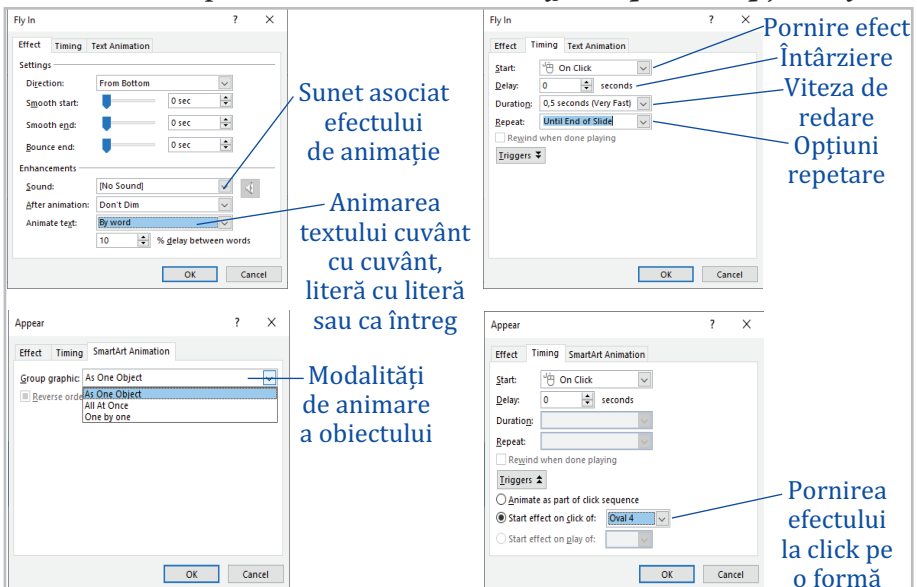 Fly In ? ×
Effect Timing Text Animation
Settings
Direction: From Bottom
Smooth start: 0 sec
Smooth end: 0 sec
Bounce end: 0 sec
Enhancements
Sound: [No Sound]
After animation: Don't Dim
Animate text: By word
10 % delay between words
OK Cancel
Sunet asociat
efectului
de animație
Animarea
textului cuvânt
cu cuvânt,
literă cu literă
sau ca întreg
Fly In ? ×
Effect Timing Text Animation
Start: On Click
Delay: 0 seconds
Duration: 0,5 seconds (Very Fast)
Repeat: Until End of Slide
Rewind when done playing
Triggers
OK Cancel
Pornire efect
Întârziere
Viteza de
redare
Opțiuni
repetare
Appear ? ×
Effect Timing SmartArt Animation
Group graphic: As One Object
Reverse orde
As One Object
All At Once
One by one
OK Cancel
Modalități
de animare
a obiectului
Appear ? ×
Effect Timing SmartArt Animation
Start: On Click
Delay: 0 seconds
Duration:
Repeat:
Rewind when done playing
Triggers
Animate as part of click sequence
Start effect on click of: Oval 4
Start effect on play of:
OK Cancel
Pornirea
efectului
la click pe
o formă